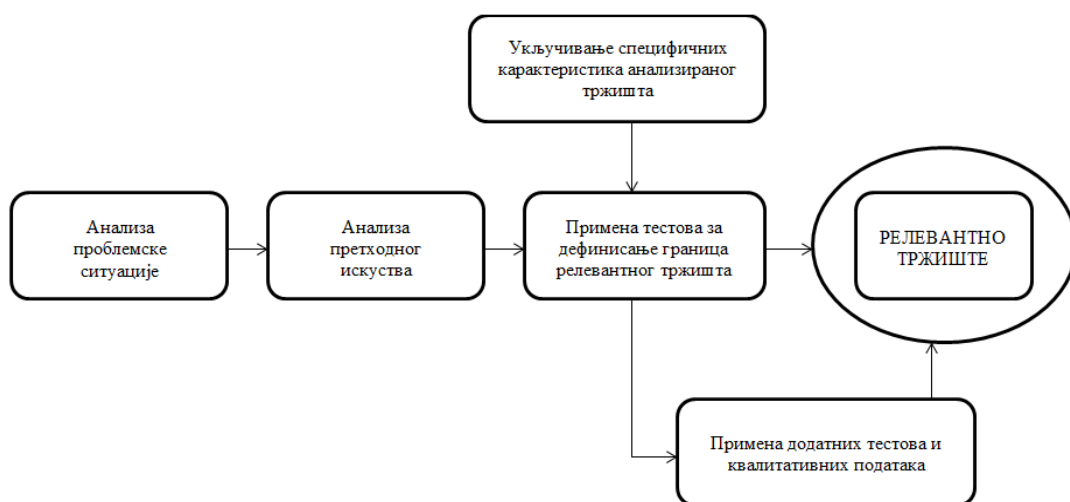 Укључивање специфичних
карактеристика анализираног
тржишта
Анализа
проблемске
ситуације
Анализа
претходног
искуства
Примена тестова за
дефинисање граница
релевантног тржишта
РЕЛЕВАНТНО
ТРЖИШТЕ
Примена додатних тестова и
квалитативних података